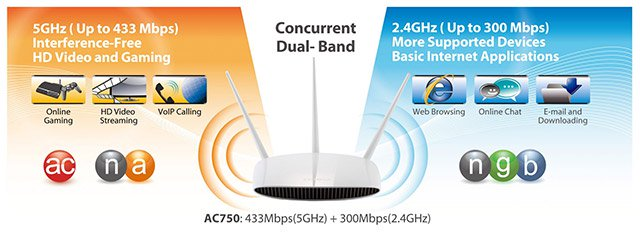 5GHz ( Up to 433 Mbps)
Interference-Free
HD Video and Gaming
Online
Gaming
HD Video
Streaming
VoIP Calling
ac
n
a
Concurrent
Dual- Band
2.4GHz ( Up to 300 Mbps)
More Supported Devices
Basic Internet Applications
Web Browsing
Online Chat
E-mail and
Downloading
n
g
b
AC750: 433Mbps(5GHz) + 300Mbps(2.4GHz)